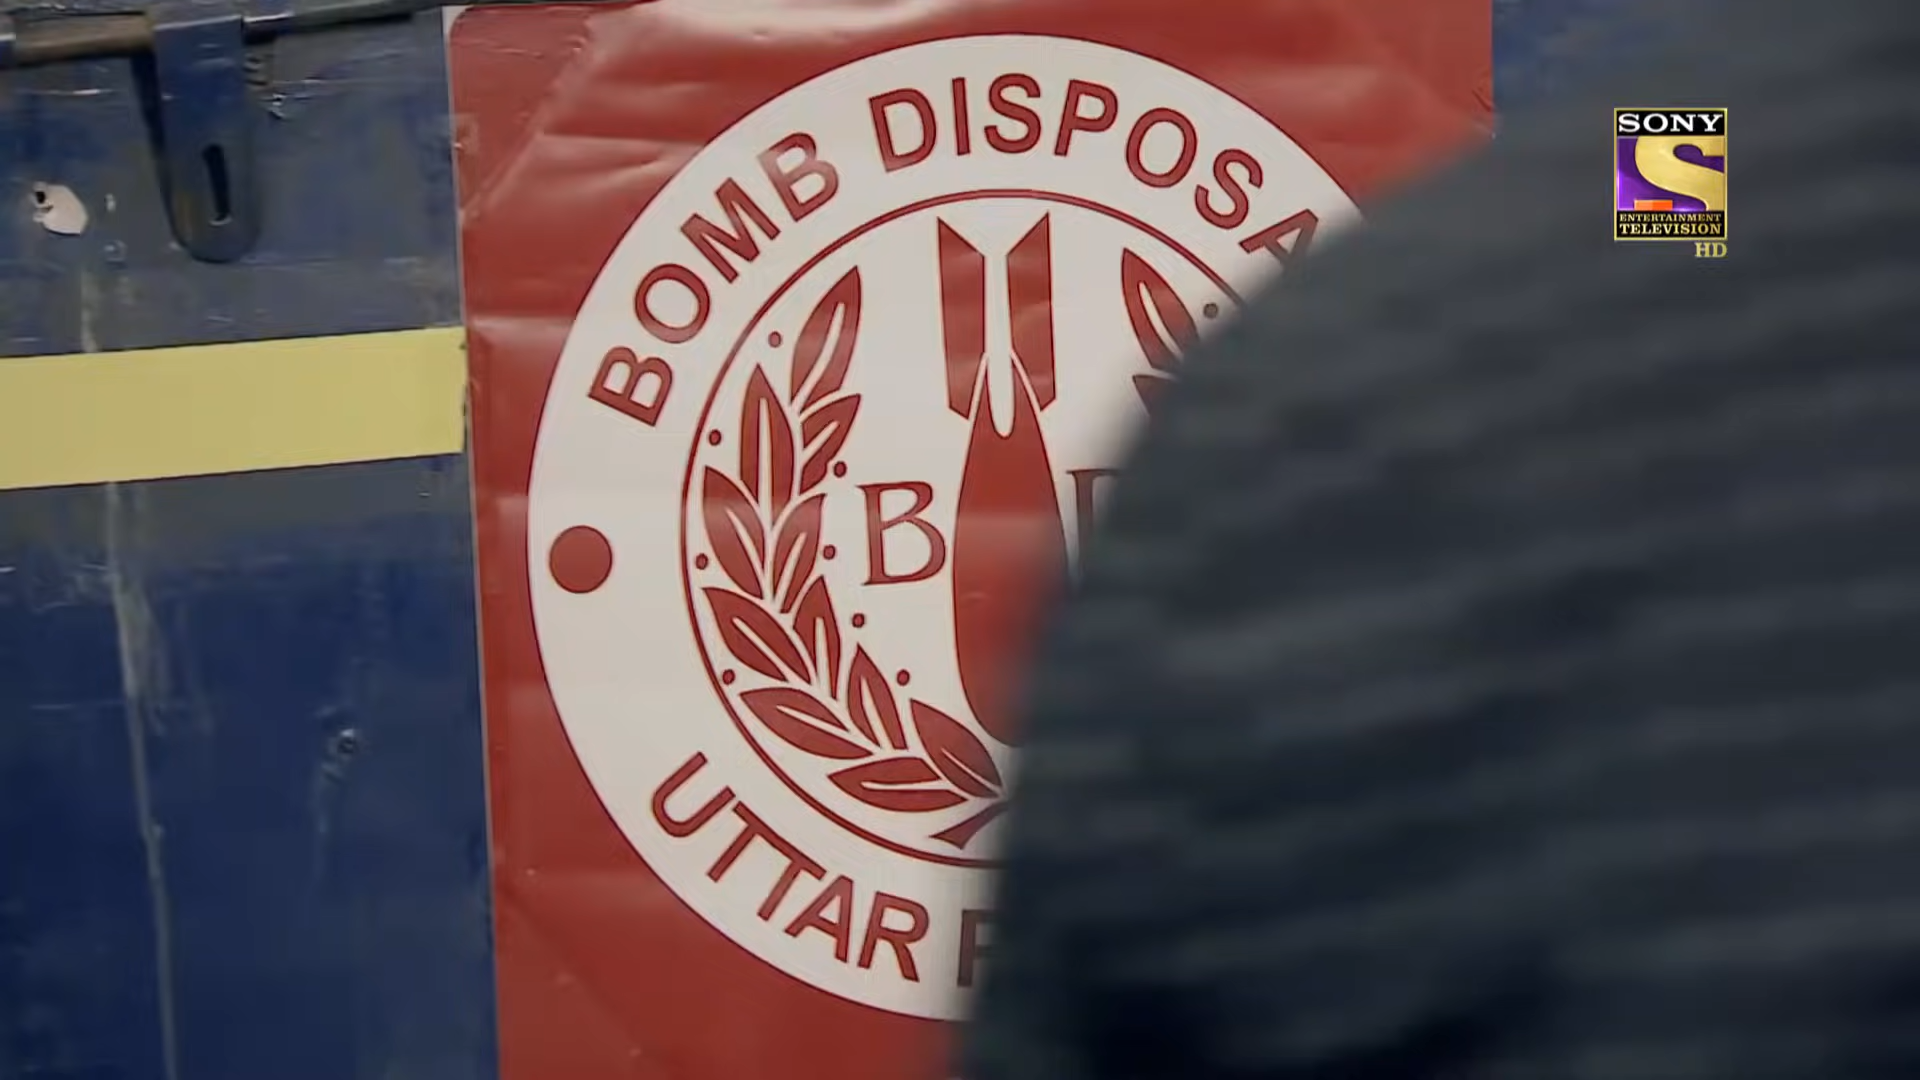 BOMB DISPOSA
B
UTTAR
SONY
ENTERTAINMENT
TELEVISION
HD